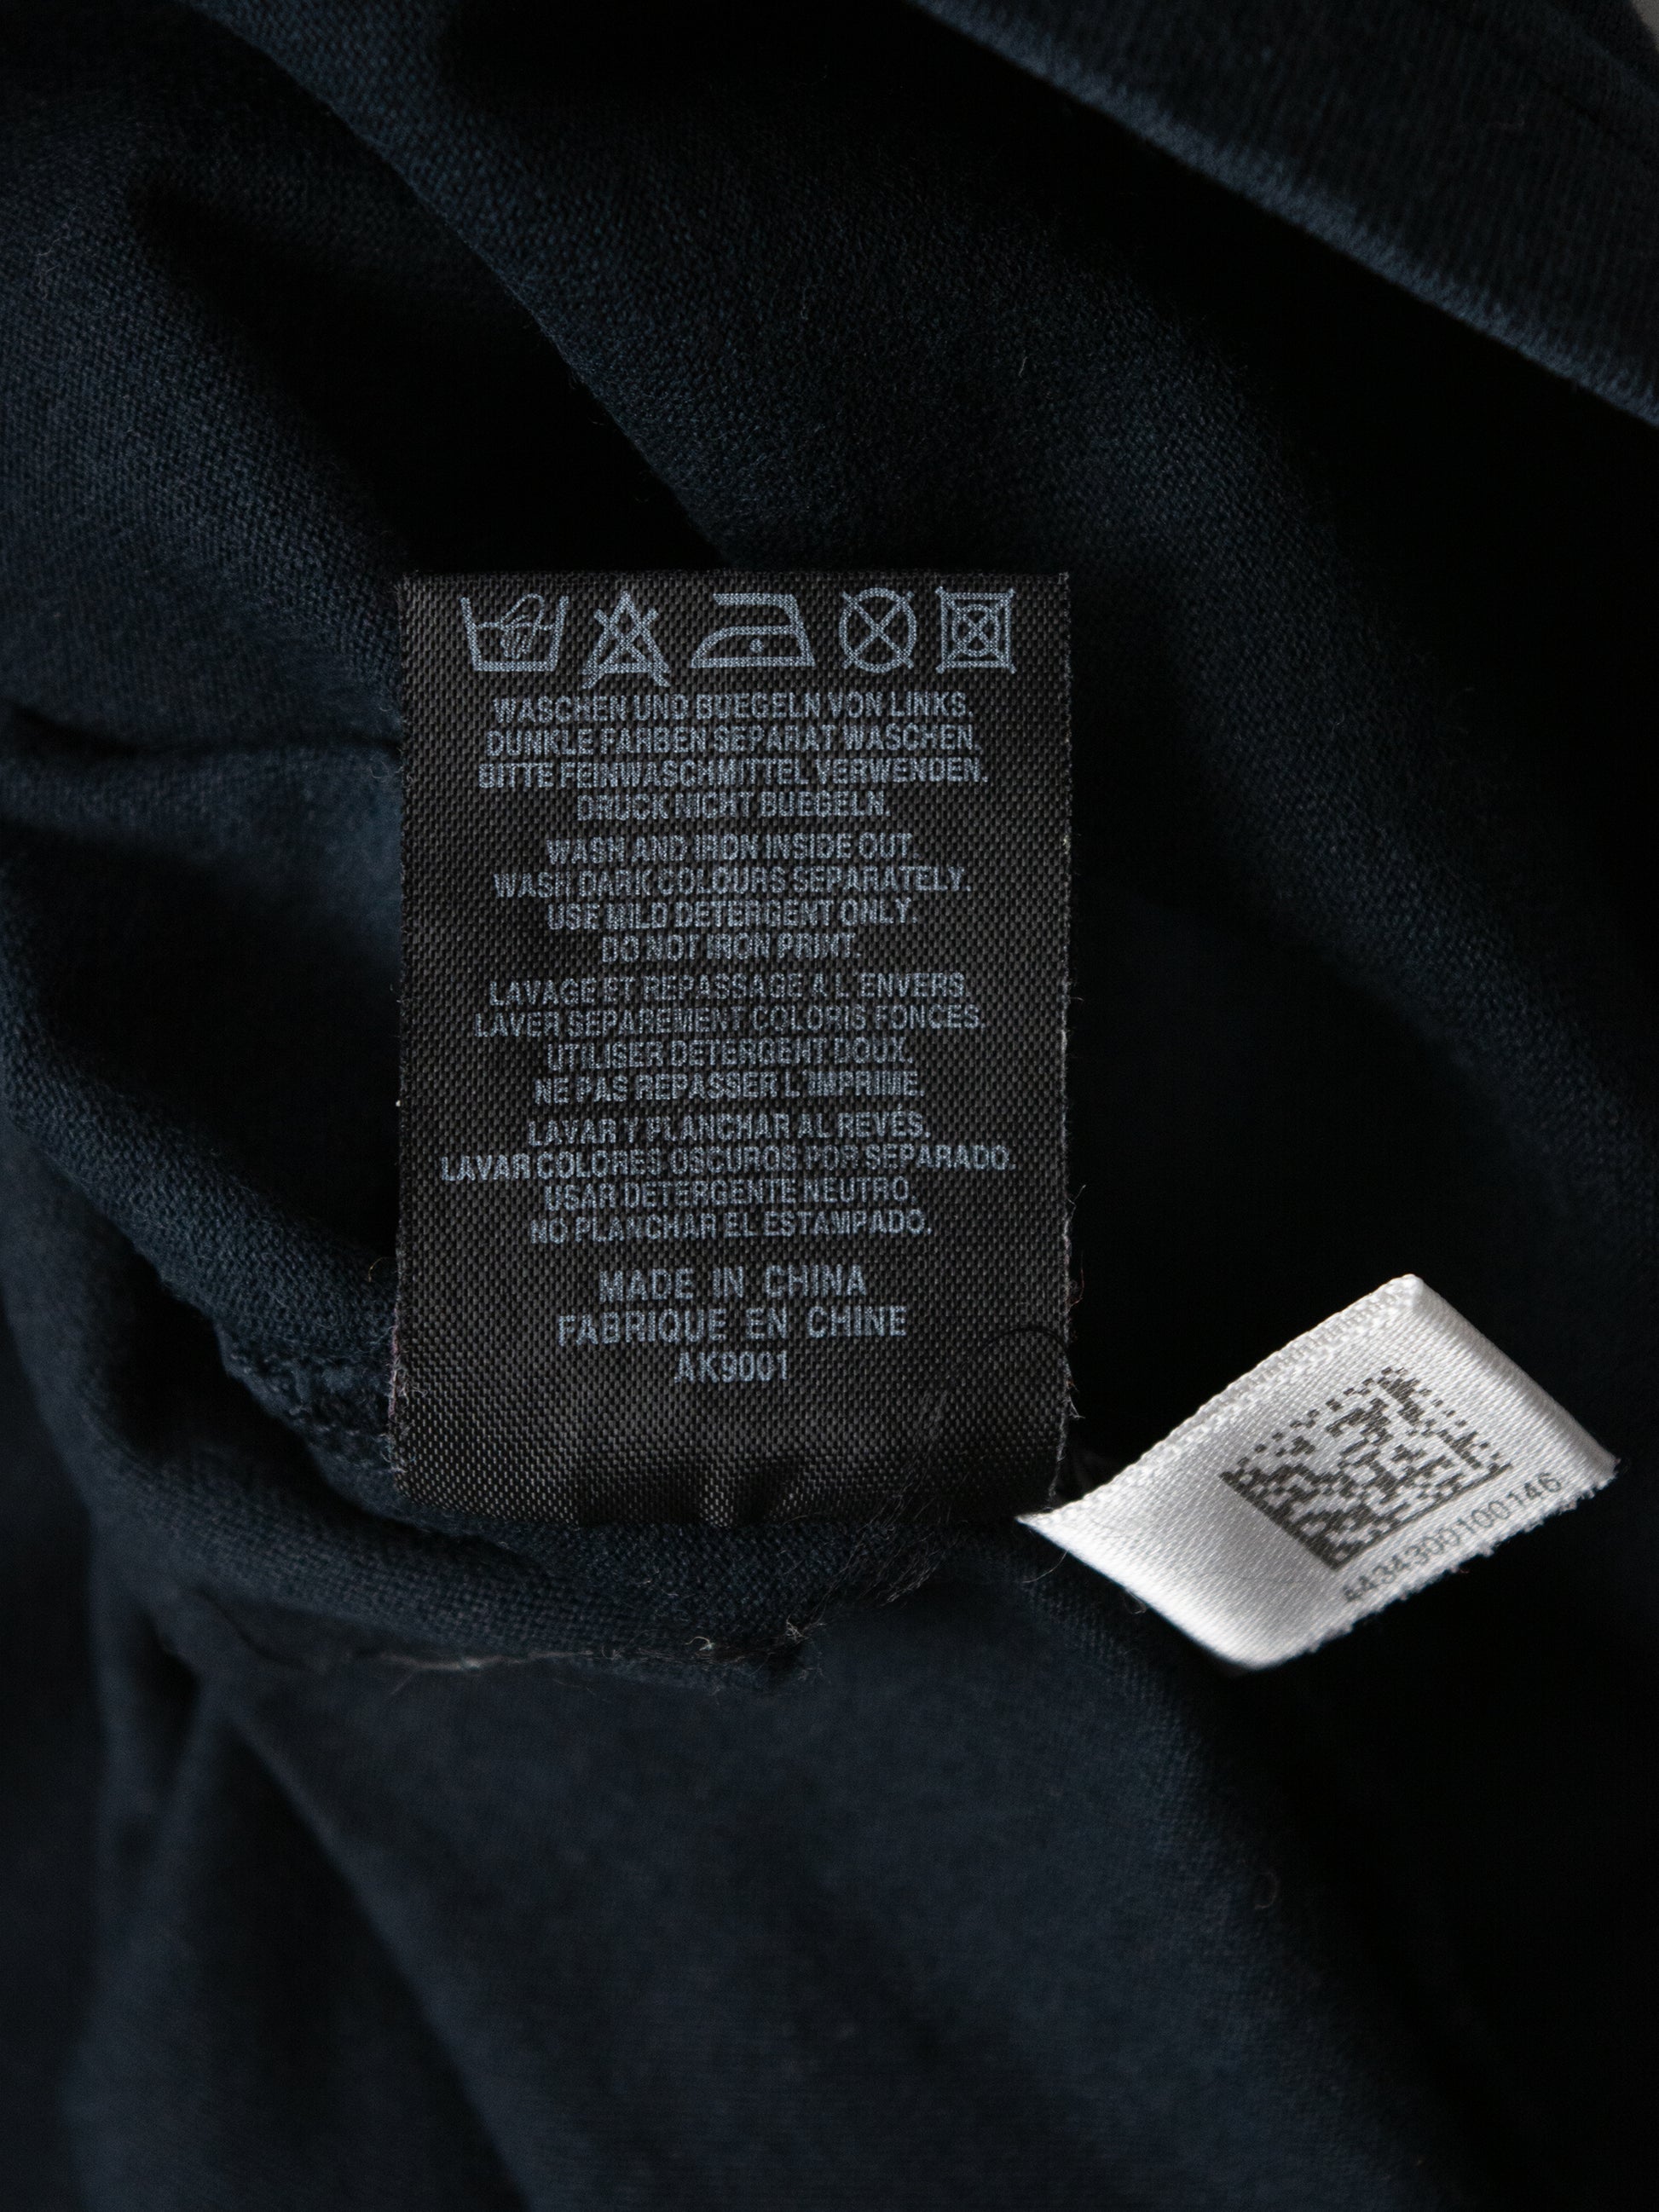 WASCHEN UND BUEGELN VON LINKS.
DUNKLE FARBEN SEPARAT WASCHEN.
BITTE FEINWASCHMITTEL VERWENDEN.
DRUCK NICHT BUEGELN.
WASH AND IRON INSIDE OUT.
WASH DARK COLOURS SEPARATELY.
USE MILD DETERGENT ONLY.
DO NOT IRON PRINT.
LAVAGE ET REPASSAGE A L ENVERS.
LAVER SEPAREMENT COLORIS FONCES.
UTILISER DETERGENT DOUX.
NE PAS REPASSER L'IMPRIME.
LAVAR Y PLANCHAR AL REVÉS.
LAVAR COLORES OSCUROS POR SEPARADO.
USAR DETERGENTE NEUTRO.
NO PLANCHAR EL ESTAMPADO.
MADE IN CHINA
FABRIQUE EN CHINE
AK9001
4434300100146